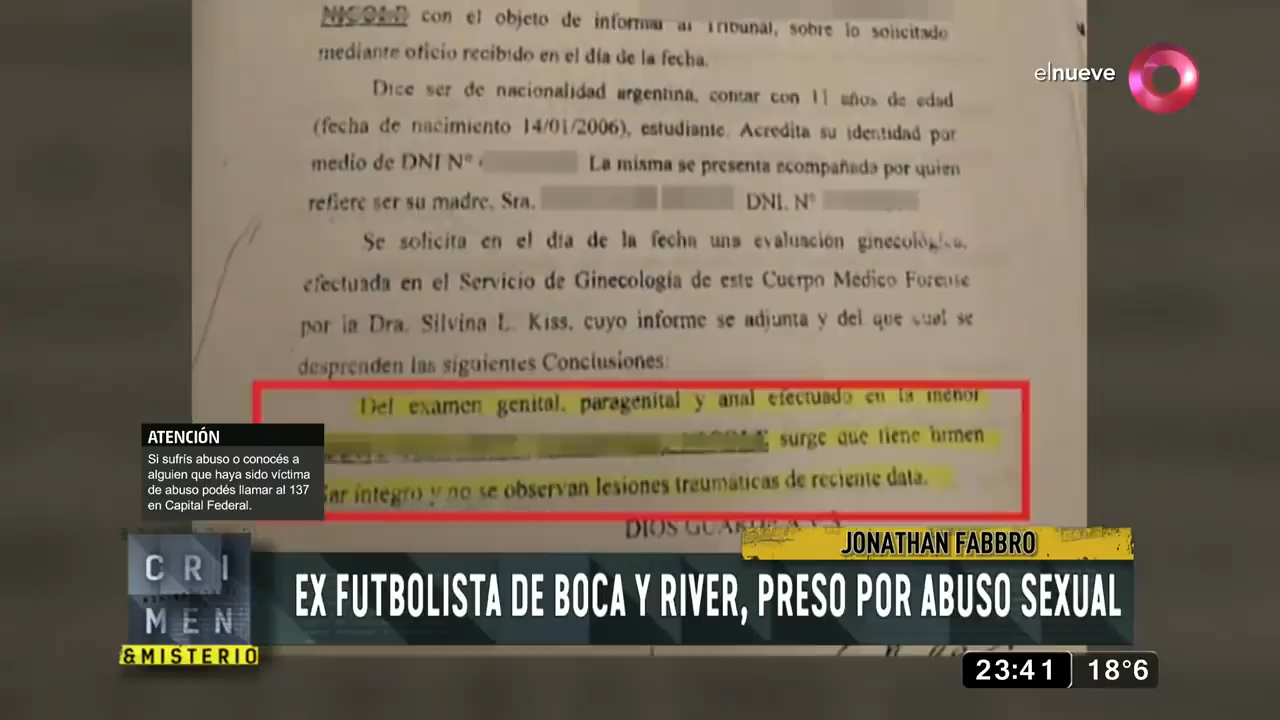 con el objeto de informar al Tribunal, sobre lo solicitado
mediante oficio recibido en el día de la fecha.
Dice ser de nacionalidad argentina, contar con 11 años de edad
(fecha de nacimiento 14/01/2006), estudiante. Acredita su identidad por
medio de DNI N° La misma se presenta acompañada por quien
refiere ser su madre, Sra. DNI. N°
Se solicita en el día de la fecha una evaluación ginecológica,
efectuada en el Servicio de Ginecología de este Cuerpo Médico Forense
por la Dra. Silvina L. Kiss, cuyo informe se adjunta y del que cual se
desprenden las siguientes Conclusiones:
Del examen genital, paragenital y anal efectuado en la menor
surge que tiene himen
íntegro y no se observan lesiones traumáticas de reciente data.
DIOS
elnueve
ATENCIÓN
Si sufrís abuso o conocés a
alguien que haya sido víctima
de abuso podés llamar al 137
en Capital Federal.
JONATHAN FABBRO
EX FUTBOLISTA DE BOCA Y RIVER, PRESO POR ABUSO SEXUAL
CRI
MEN
&MISTERIO
23:41 18°6